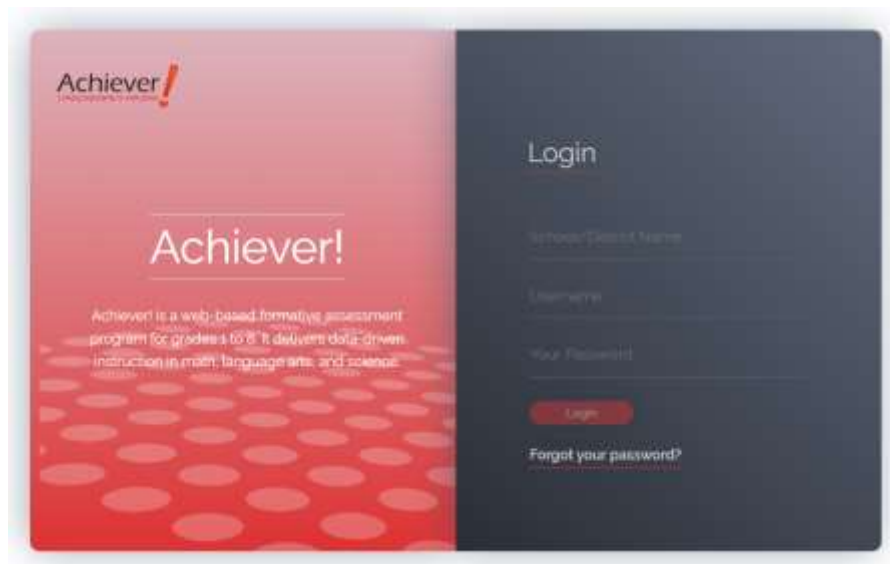 Achiever!
Achiever!
Achiever! is a web-based formative assessment
program for grades 1 to 8. It delivers data-driven
instruction in math, language arts, and science.
Login
School/District Name
Username
Your Password
Login
Forgot your password?